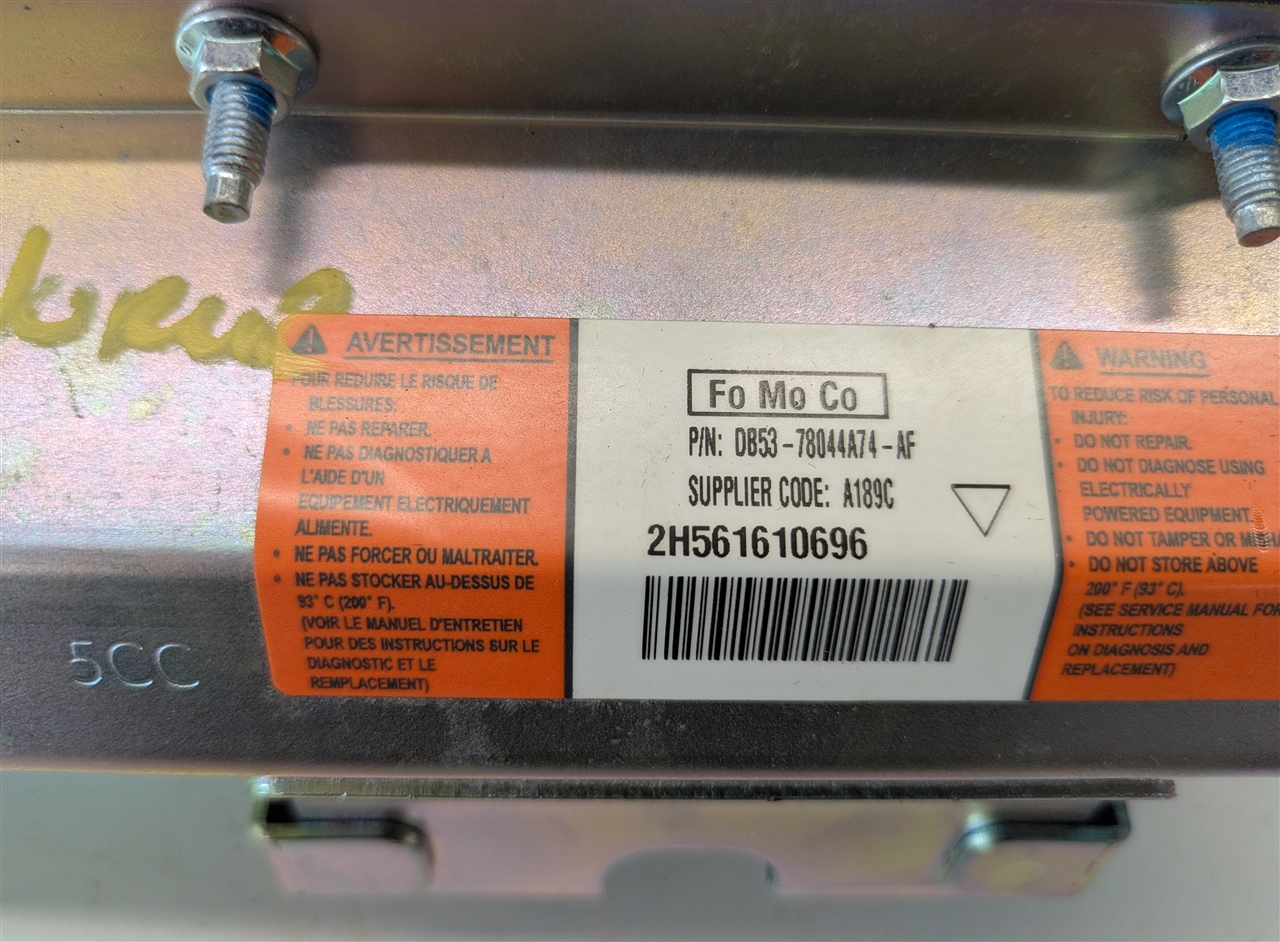 AVERTISSEMENT
POUR REDUIRE LE RISQUE DE
BLESSURES:
• NE PAS REPARER.
• NE PAS DIAGNOSTIQUER A
L'AIDE D'UN
EQUIPEMENT ELECTRIQUEMENT
ALIMENTE.
• NE PAS FORCER OU MALTRAITER.
• NE PAS STOCKER AU-DESSUS DE
93° C (200° F).
(VOIR LE MANUEL D'ENTRETIEN
POUR DES INSTRUCTIONS SUR LE
DIAGNOSTIC ET LE
REMPLACEMENT)
Fo Mo Co
P/N: DB53-78044A74-AF
SUPPLIER CODE: A189C
2H561610696
WARNING
TO REDUCE RISK OF PERSONAL
INJURY:
• DO NOT REPAIR.
• DO NOT DIAGNOSE USING
ELECTRICALLY
POWERED EQUIPMENT.
• DO NOT TAMPER OR
• DO NOT STORE ABOVE
200° F (93° C).
(SEE SERVICE MANUAL FOR
INSTRUCTIONS
ON DIAGNOSIS AND
REPLACEMENT)
5CC